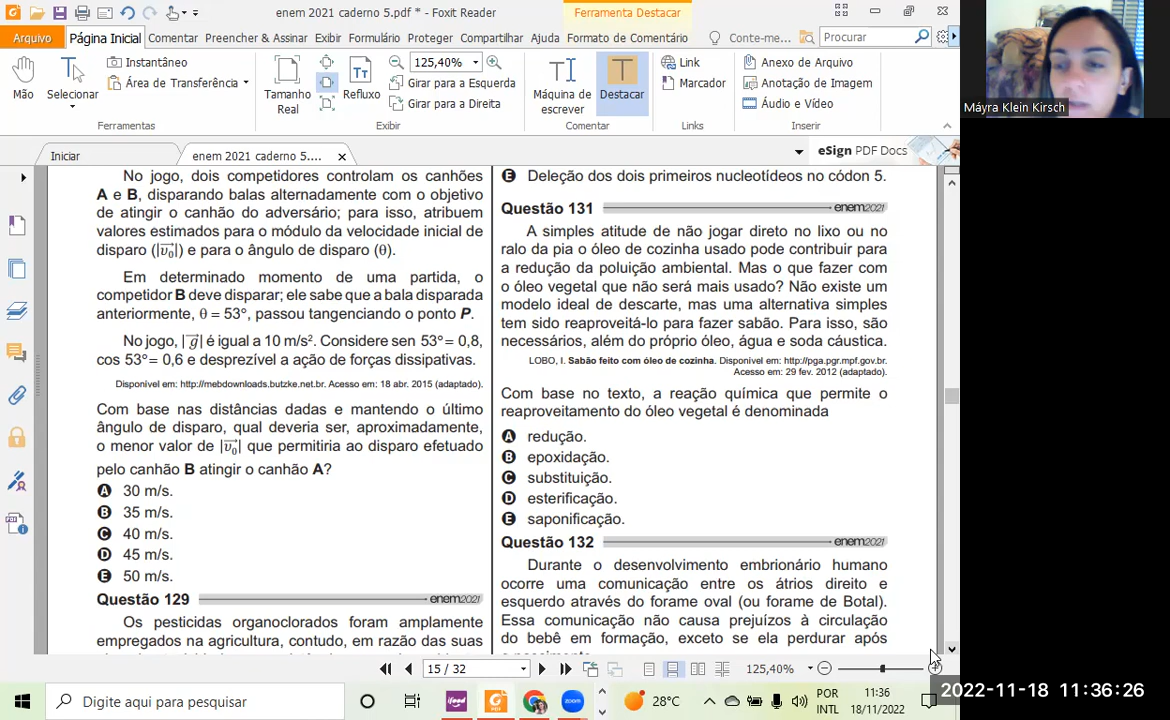 enem 2021 caderno 5.pdf * - Foxit Reader
Ferramenta Destacar
Arquivo
Página Inicial
Comentar
Preencher & Assinar
Exibir
Formulário
Proteger
Compartilhar
Ajuda
Formato de Comentário
Conte-me...
Procurar
Mão
Selecionar
Instantâneo
Área de Transferência
Ferramentas
Tamanho
Real
Refluxo
125,40%
Girar para a Esquerda
Girar para a Direita
Exibir
Máquina de
escrever
Destacar
Comentar
Link
Marcador
Links
Anexo de Arquivo
Anotação de Imagem
Áudio e Vídeo
Inserir
Máyra Klein Kirsch
Iniciar
enem 2021 caderno 5....
eSign PDF Docs
No jogo, dois competidores controlam os canhões
A e B, disparando balas alternadamente com o objetivo
de atingir o canhão do adversário; para isso, atribuem
valores estimados para o módulo da velocidade inicial de
disparo (|v₀|) e para o ângulo de disparo (θ).
Em determinado momento de uma partida, o
competidor B deve disparar; ele sabe que a bala disparada
anteriormente, θ = 53°, passou tangenciando o ponto P.
No jogo, |g| é igual a 10 m/s². Considere sen 53°= 0,8,
cos 53°= 0,6 e desprezível a ação de forças dissipativas.
Disponível em: http://mebdownloads.butzke.net.br. Acesso em: 18 abr. 2015 (adaptado).
Com base nas distâncias dadas e mantendo o último
ângulo de disparo, qual deveria ser, aproximadamente,
o menor valor de |v₀| que permitiria ao disparo efetuado
pelo canhão B atingir o canhão A?
A 30 m/s.
B 35 m/s.
C 40 m/s.
D 45 m/s.
E 50 m/s.
Questão 129 enem2021
Os pesticidas organoclorados foram amplamente
empregados na agricultura, contudo, em razão das suas
E Deleção dos dois primeiros nucleotídeos no códon 5.
Questão 131 enem2021
A simples atitude de não jogar direto no lixo ou no
ralo da pia o óleo de cozinha usado pode contribuir para
a redução da poluição ambiental. Mas o que fazer com
o óleo vegetal que não será mais usado? Não existe um
modelo ideal de descarte, mas uma alternativa simples
tem sido reaproveitá-lo para fazer sabão. Para isso, são
necessários, além do próprio óleo, água e soda cáustica.
LOBO, I. Sabão feito com óleo de cozinha. Disponível em: http://pga.pgr.mpf.gov.br.
Acesso em: 29 fev. 2012 (adaptado).
Com base no texto, a reação química que permite o
reaproveitamento do óleo vegetal é denominada
A redução.
B epoxidação.
C substituição.
D esterificação.
E saponificação.
Questão 132 enem2021
Durante o desenvolvimento embrionário humano
ocorre uma comunicação entre os átrios direito e
esquerdo através do forame oval (ou forame de Botal).
Essa comunicação não causa prejuízos à circulação
do bebê em formação, exceto se ela perdurar após
15 / 32
125,40%
Digite aqui para pesquisar
ifood
zoom
28°C
POR
INTL
11:36
18/11/2022
2022-11-18 11:36:26